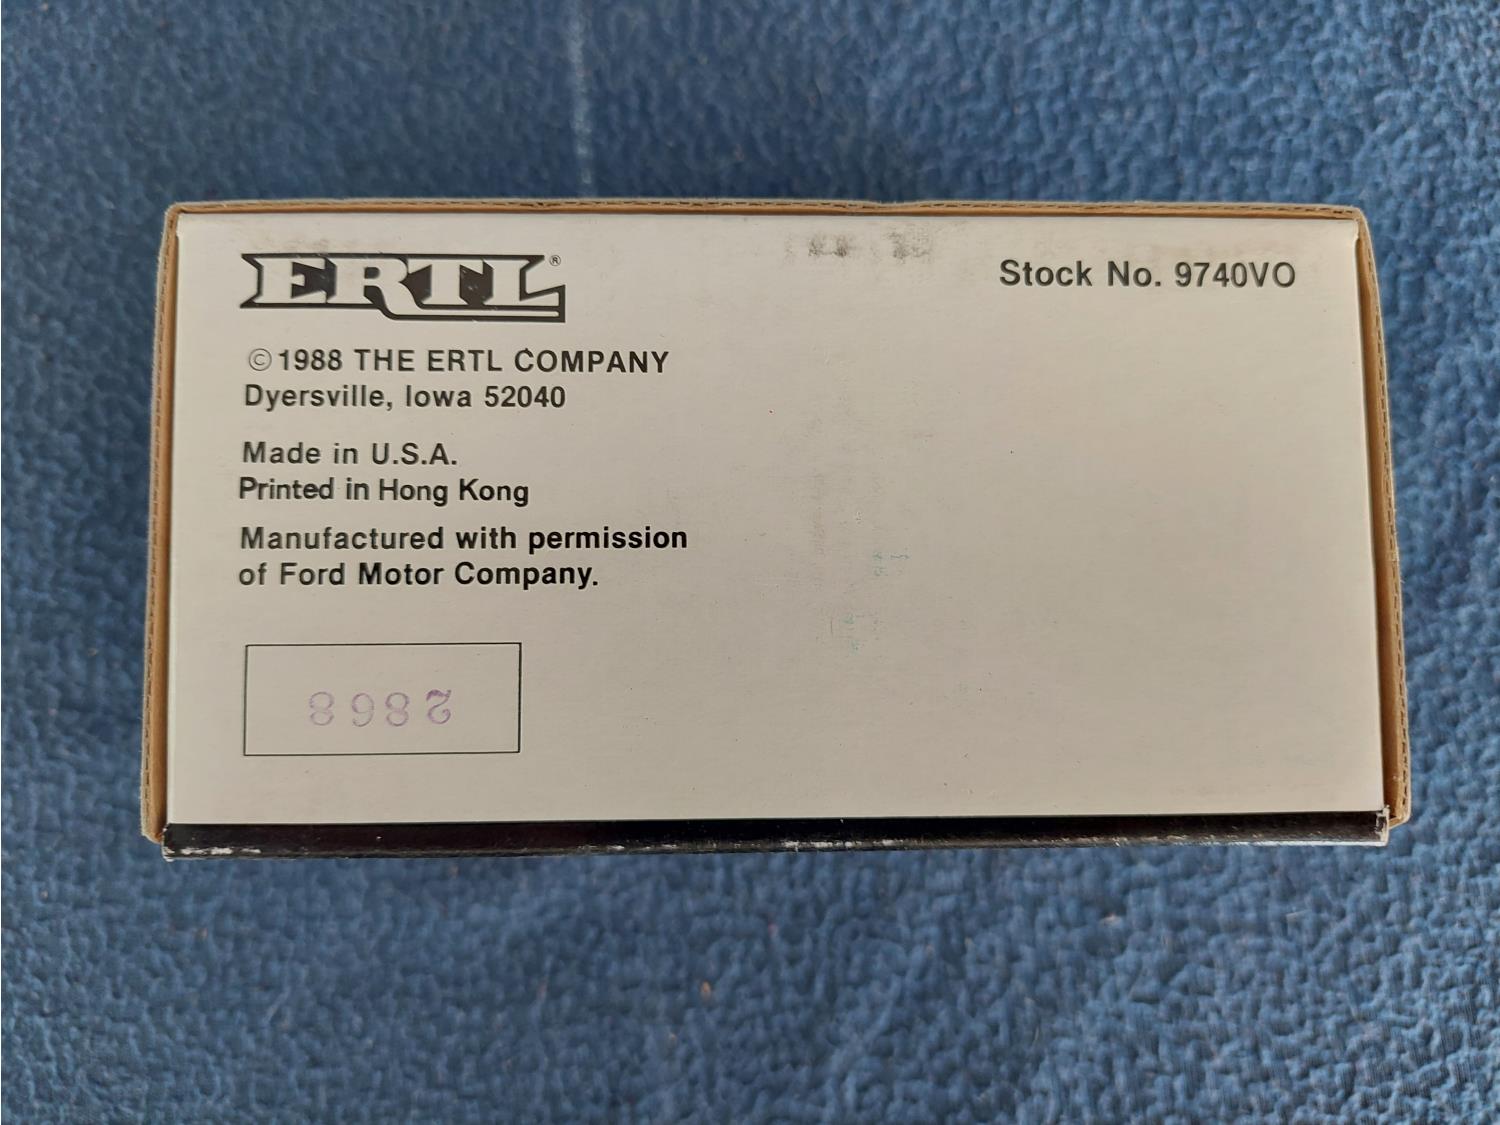 ERTL®
Stock No. 9740VO
©1988 THE ERTL COMPANY
Dyersville, Iowa 52040
Made in U.S.A.
Printed in Hong Kong
Manufactured with permission
of Ford Motor Company.
2868